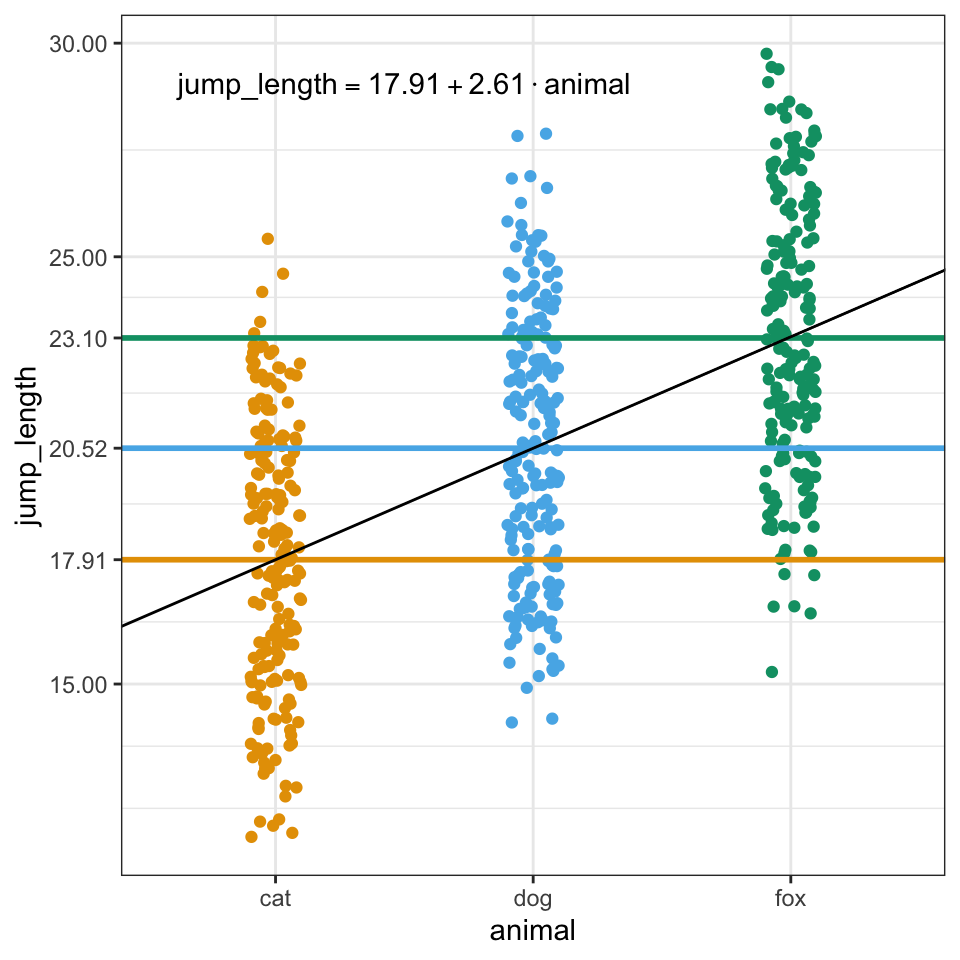 jump_length = 17.91 + 2.61 · animal
30.00
25.00
23.10
20.52
17.91
15.00
jump_length
cat dog fox
animal